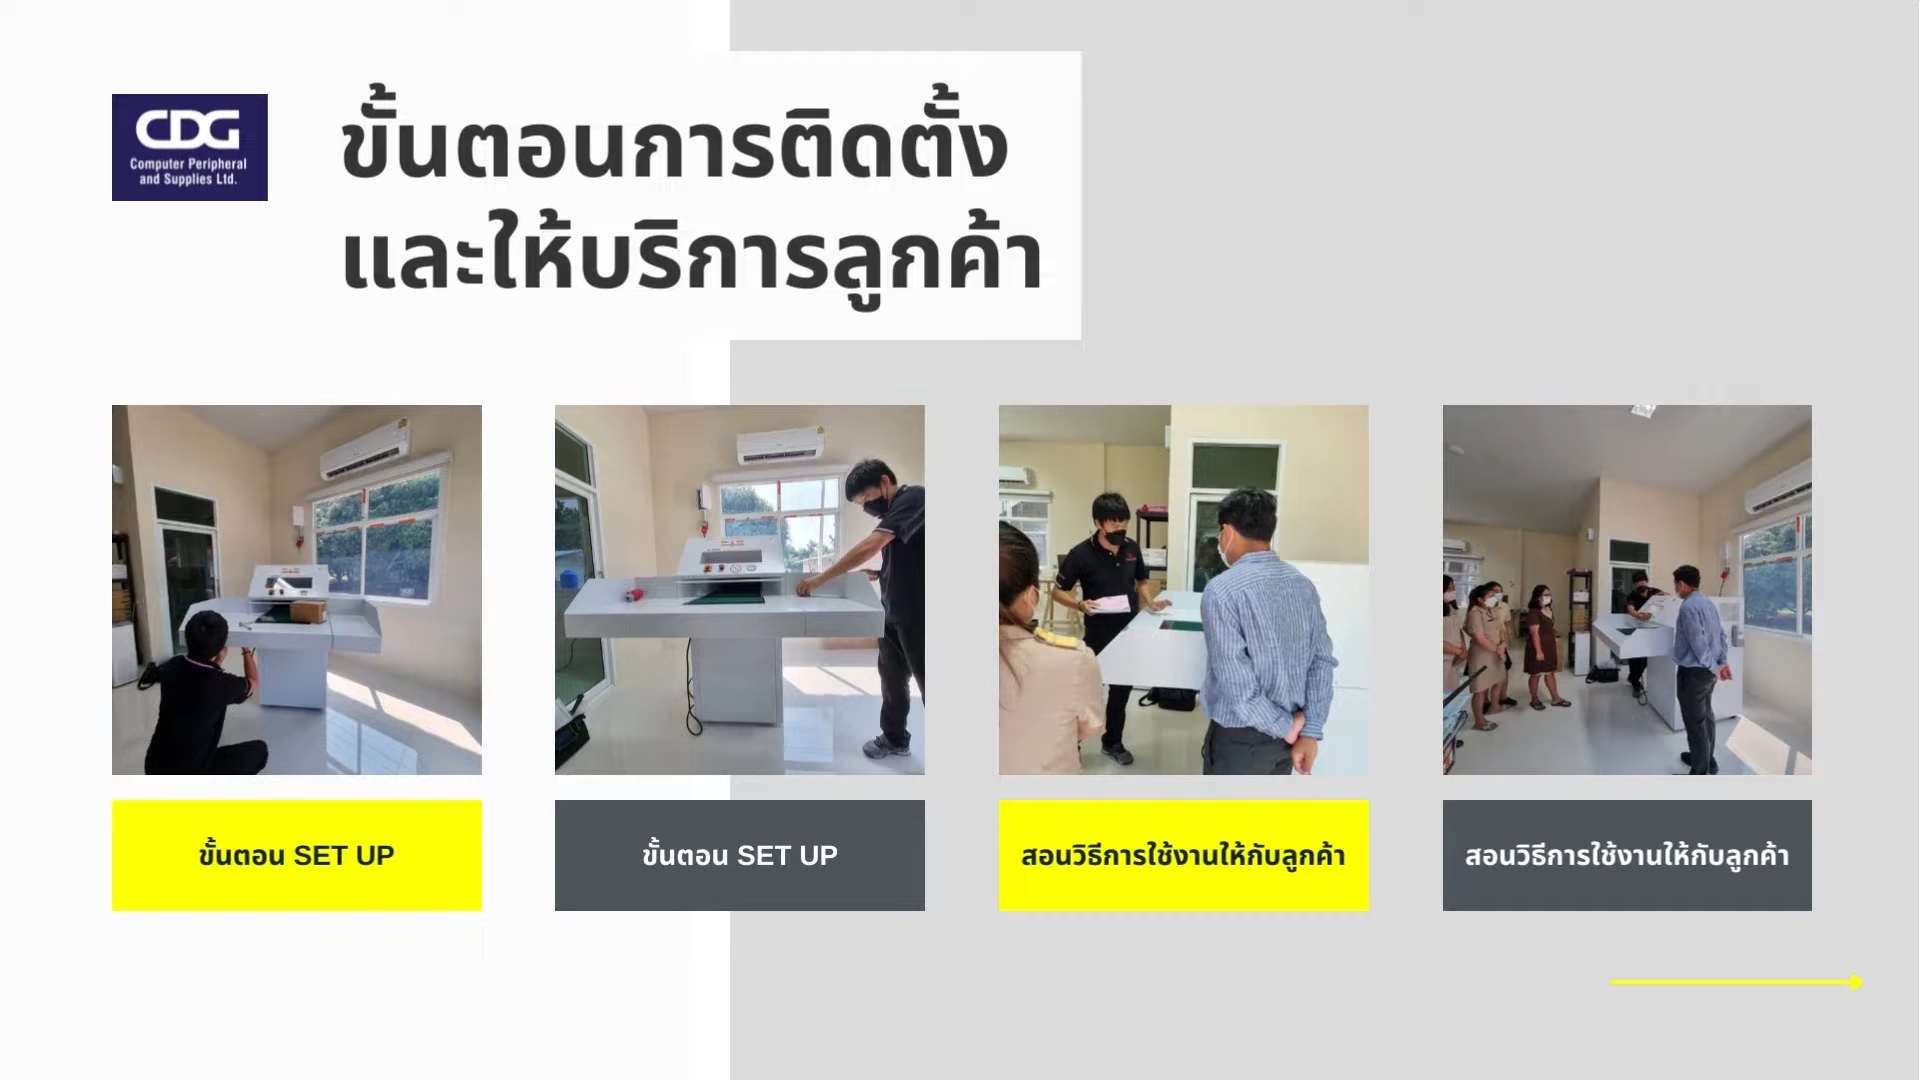 CDG
Computer Peripheral
and Supplies Ltd.
ขั้นตอนการติดตั้ง
และให้บริการลูกค้า
ขั้นตอน SET UP
ขั้นตอน SET UP
สอนวิธีการใช้งานให้กับลูกค้า
สอนวิธีการใช้งานให้กับลูกค้า